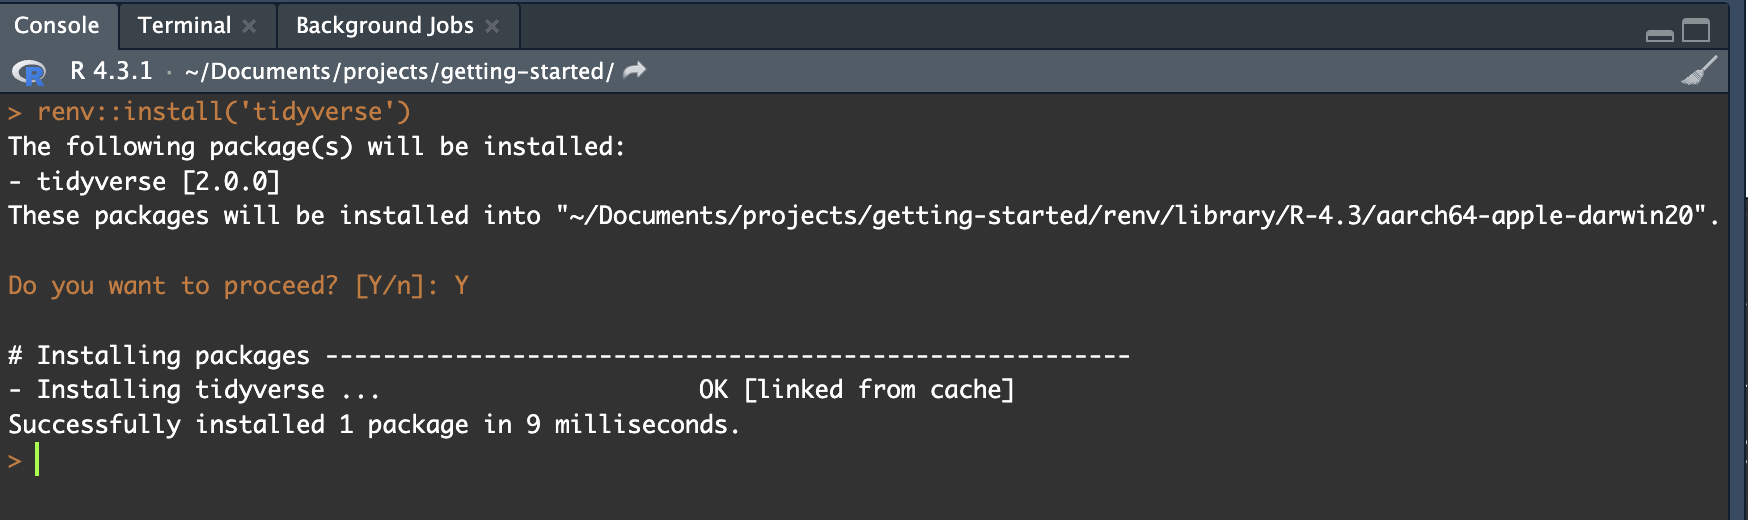 Console Terminal × Background Jobs ×
R R 4.3.1 · ~/Documents/projects/getting-started/
> renv::install('tidyverse')
The following package(s) will be installed:
- tidyverse [2.0.0]
These packages will be installed into "~/Documents/projects/getting-started/renv/library/R-4.3/aarch64-apple-darwin20".
Do you want to proceed? [Y/n]: Y
# Installing packages --------------------------------------------------------
- Installing tidyverse ... OK [linked from cache]
Successfully installed 1 package in 9 milliseconds.
>